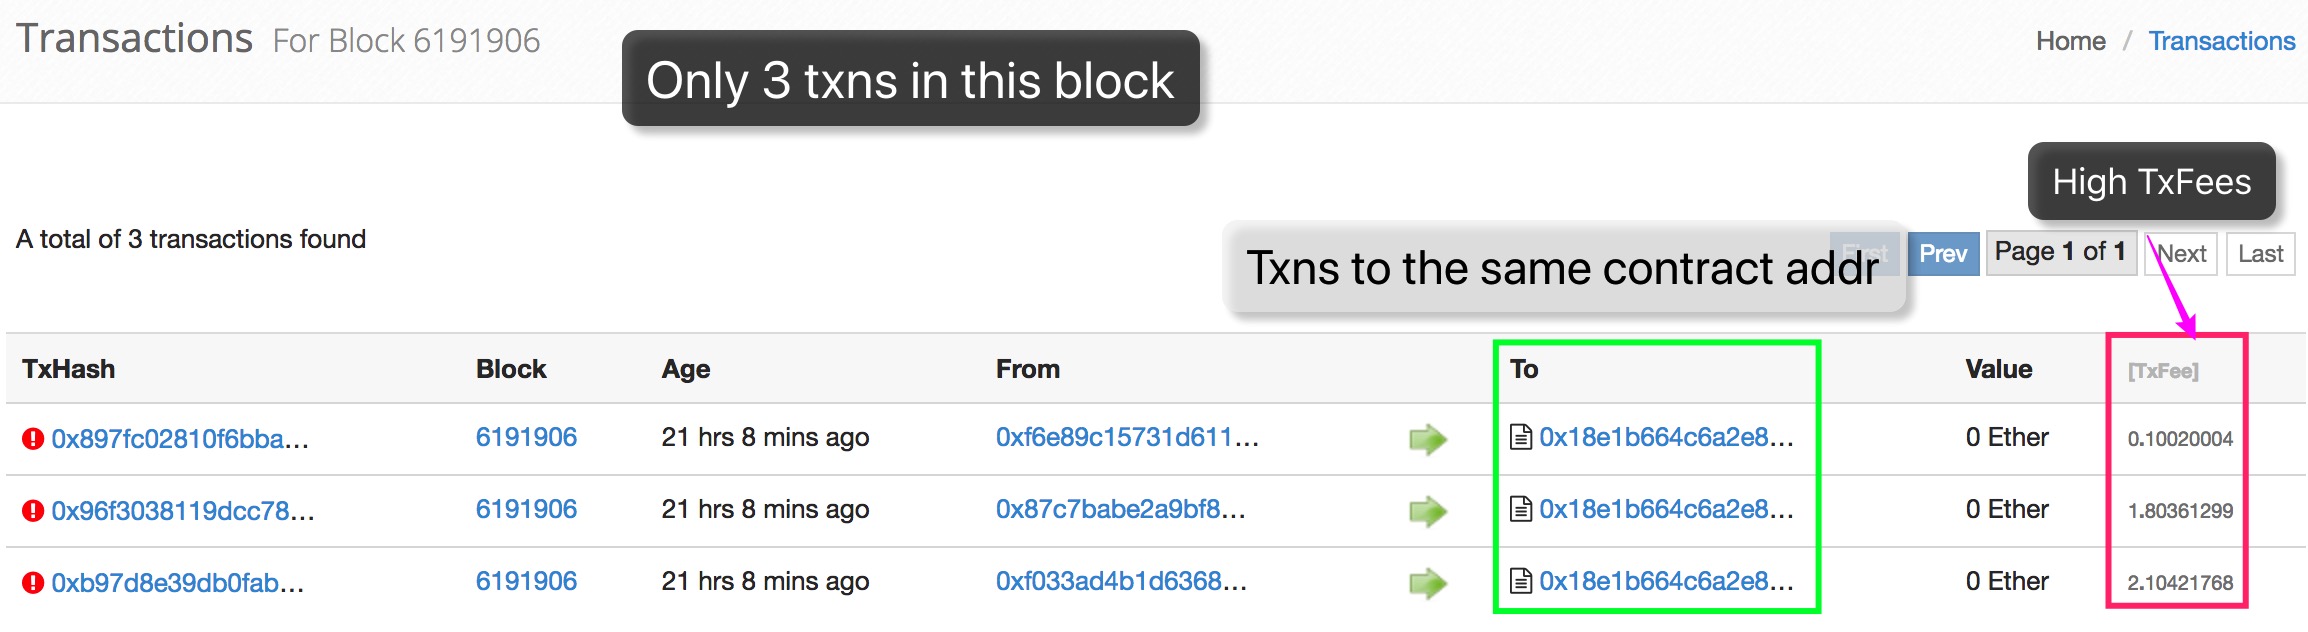 Transactions For Block 6191906
Home / Transactions
Only 3 txns in this block
High TxFees
A total of 3 transactions found
Txns to the same contract addr
First Prev Page 1 of 1 Next Last
TxHash Block Age From To Value [TxFee]
0x897fc02810f6bba... 6191906 21 hrs 8 mins ago 0xf6e89c15731d611... 0x18e1b664c6a2e8... 0 Ether 0.10020004
0x96f3038119dcc78... 6191906 21 hrs 8 mins ago 0x87c7babe2a9bf8... 0x18e1b664c6a2e8... 0 Ether 1.80361299
0xb97d8e39db0fab... 6191906 21 hrs 8 mins ago 0xf033ad4b1d6368... 0x18e1b664c6a2e8... 0 Ether 2.10421768